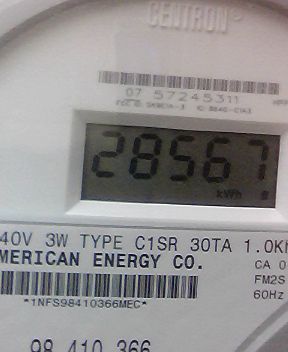 CENTRON®
07 57245311
28567
kWh
40V 3W TYPE C1SR 30TA 1.0Kh
MERICAN ENERGY CO.
CA 0
FM2S
60Hz
*1NFS98410366MEC*
98 410 366